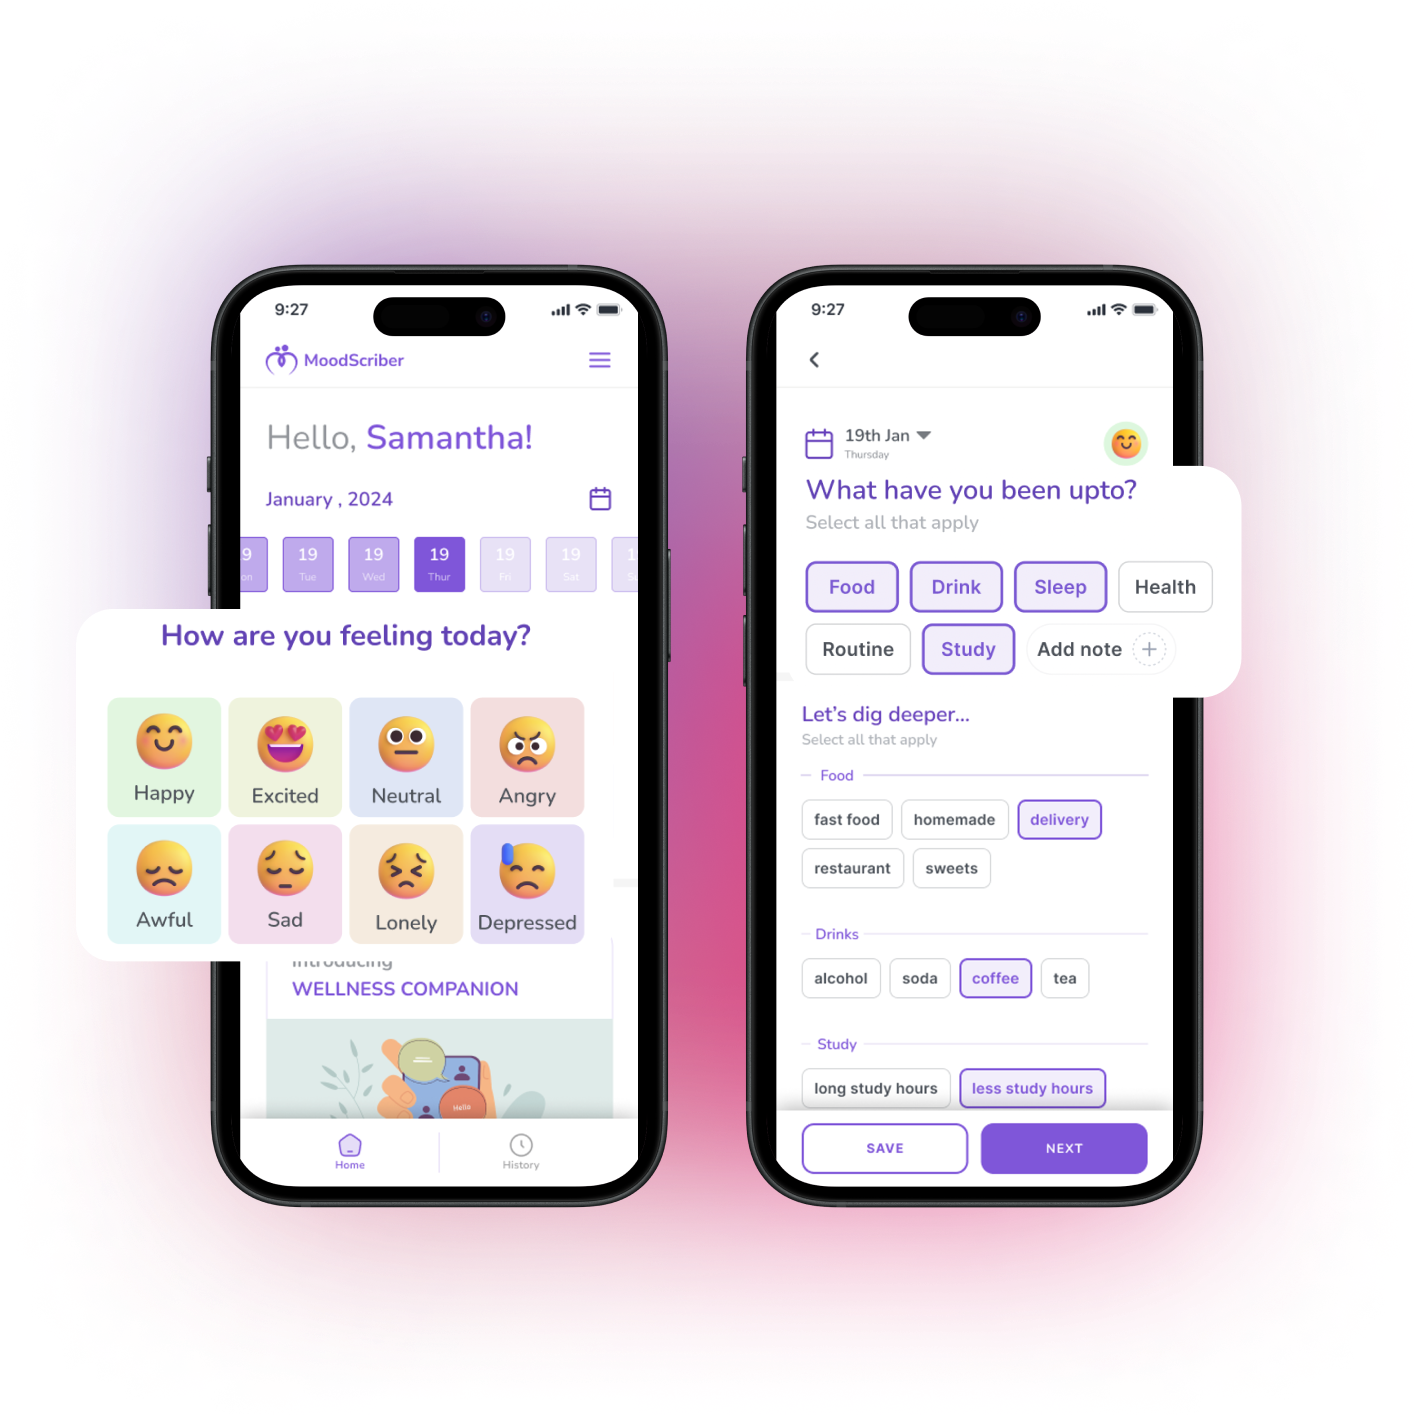 9:27
MoodScriber
Hello, Samantha!
January , 2024
9 19 19 19 19 19 1
on Tue Wed Thur Fri Sat Su
How are you feeling today?
Happy Excited Neutral Angry
Awful Sad Lonely Depressed
Introducing
WELLNESS COMPANION
Hello
Home History
9:27
19th Jan
Thursday
What have you been upto?
Select all that apply
Food Drink Sleep Health
Routine Study Add note
Let's dig deeper...
Select all that apply
Food
fast food homemade delivery
restaurant sweets
Drinks
alcohol soda coffee tea
Study
long study hours less study hours
SAVE NEXT